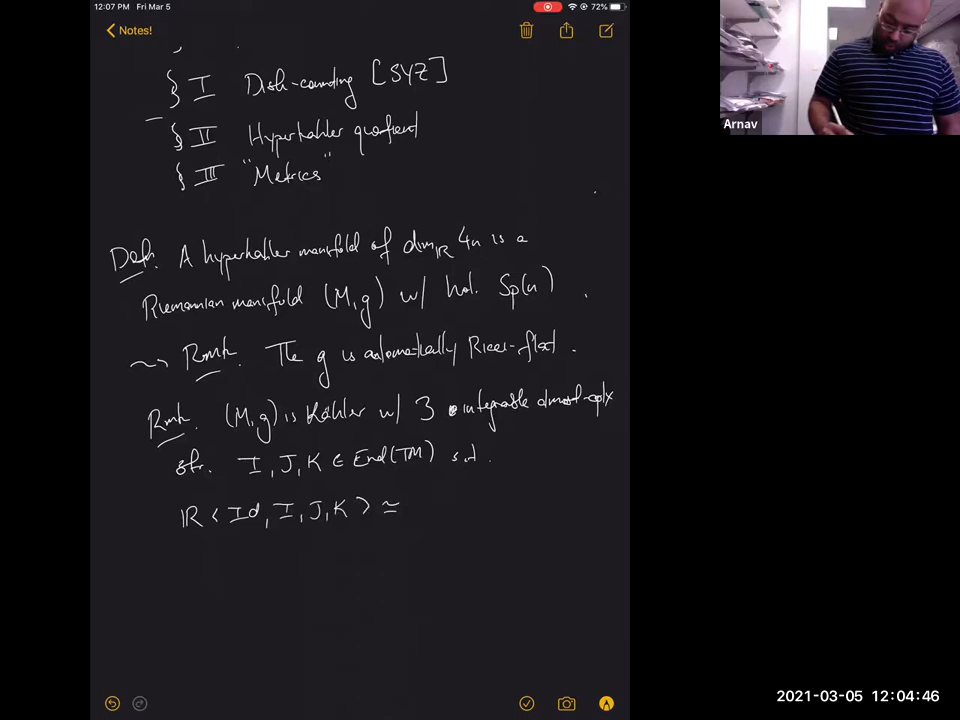 12:07 PM Fri Mar 5
72%
Notes!
§ I Disk-counting [SYZ]
§ II Hyperkähler quotient
§ III "Metrics"
Defn. A hyperkahler manifold of dim_ℝ 4n is a
Riemannian manifold (M,g) w/ hol. Sp(n)
⇝ Rmk. The g is automatically Ricci-flat.
Rmk. (M,g) is Kähler w/ 3 integrable almost-cplx
str. I, J, K ∈ End(TM) s.t.
ℝ⟨Id, I, J, K⟩ ≃
Arnav
2021-03-05 12:04:46